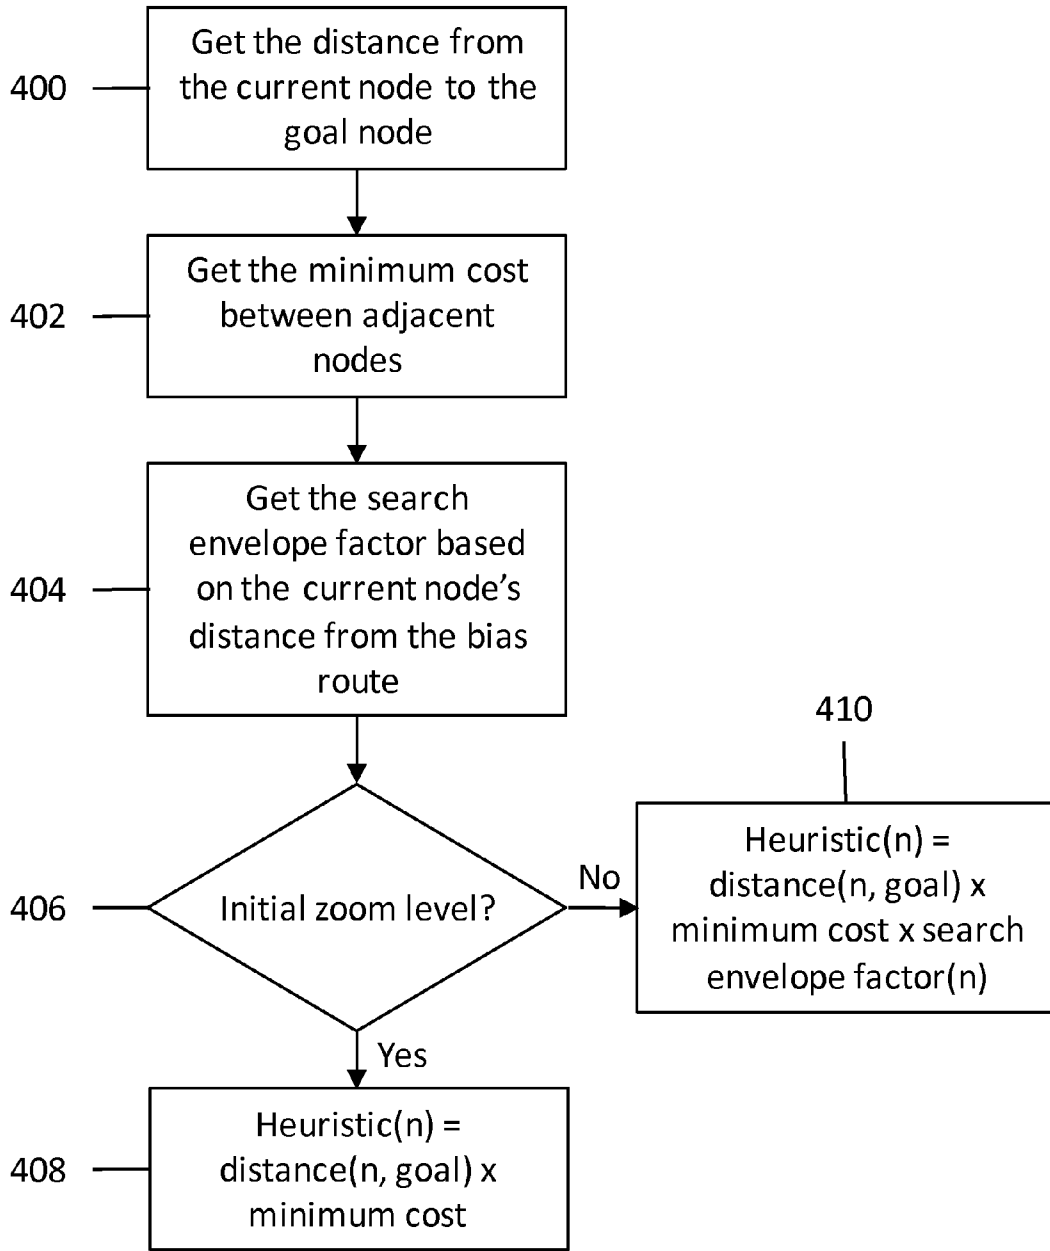 400
Get the distance from
the current node to the
goal node
402
Get the minimum cost
between adjacent
nodes
404
Get the search
envelope factor based
on the current node's
distance from the bias
route
406
Initial zoom level?
No
410
Heuristic(n) =
distance(n, goal) x
minimum cost x search
envelope factor(n)
Yes
408
Heuristic(n) =
distance(n, goal) x
minimum cost